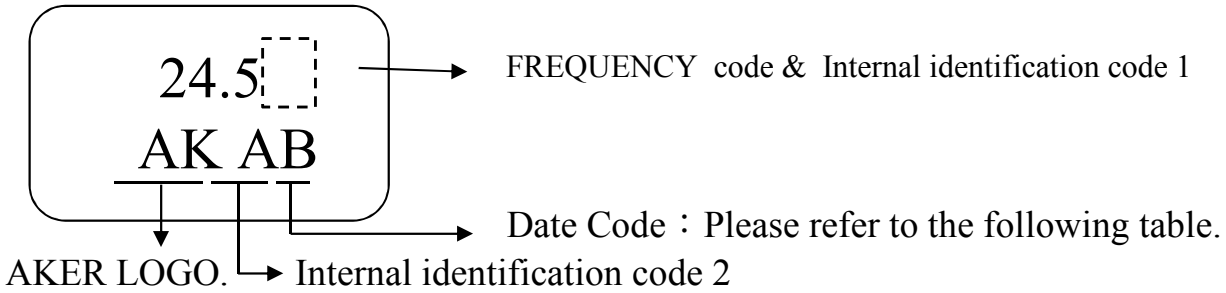 24.5
FREQUENCY code & Internal identification code 1
AK AB
Date Code：Please refer to the following table.
AKER LOGO.
Internal identification code 2